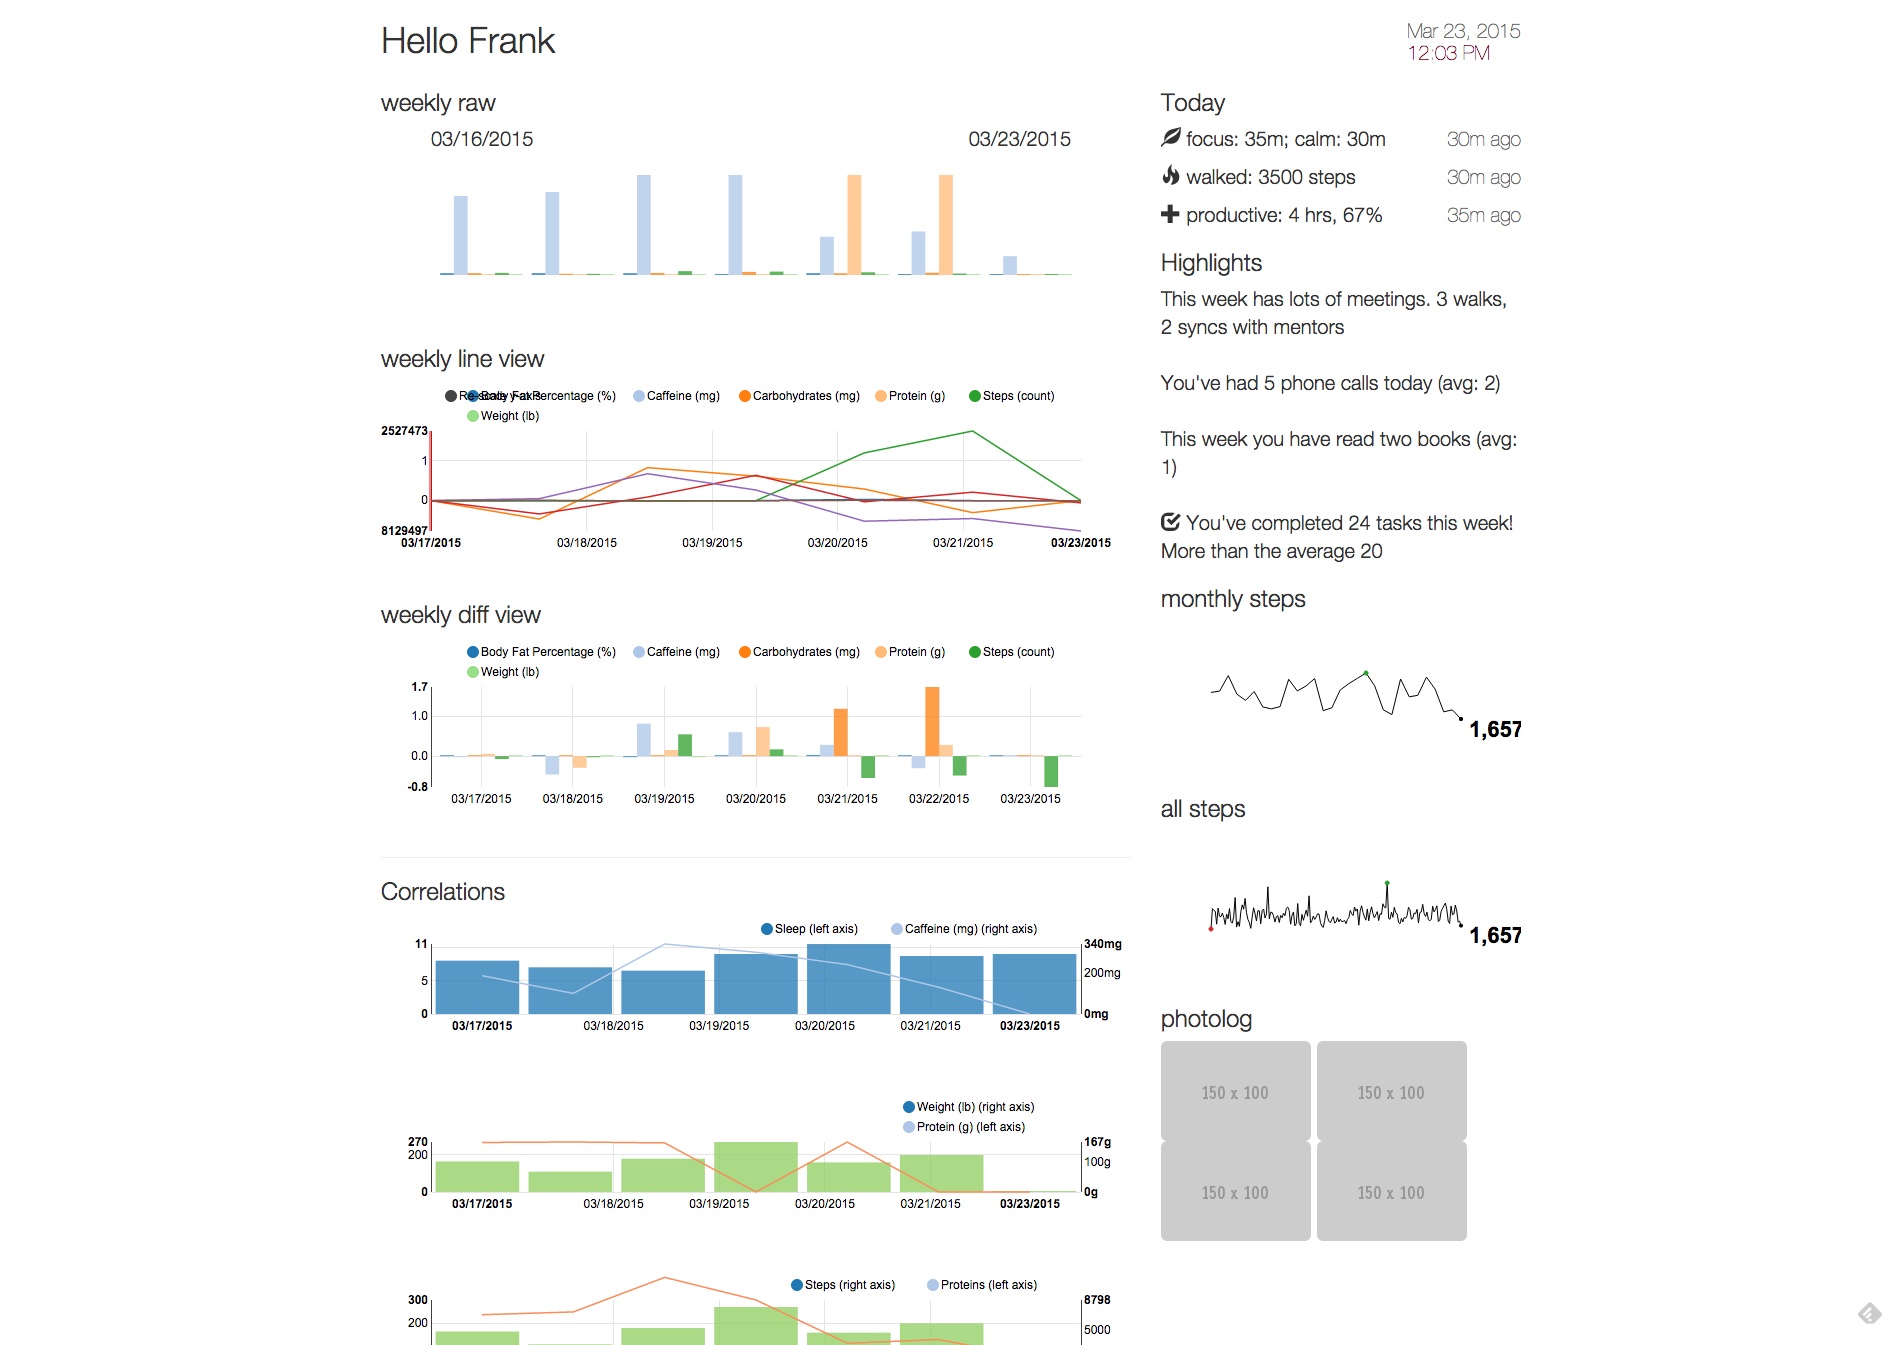 Hello Frank
Mar 23, 2015
12:03 PM
weekly raw
03/16/2015 03/23/2015
weekly line view
Re-scale y-axis Body Fat Percentage (%) Caffeine (mg) Carbohydrates (mg) Protein (g) Steps (count)
Weight (lb)
2527473
1
0
8129497
03/17/2015 03/18/2015 03/19/2015 03/20/2015 03/21/2015 03/23/2015
weekly diff view
Body Fat Percentage (%) Caffeine (mg) Carbohydrates (mg) Protein (g) Steps (count)
Weight (lb)
1.7
1.0
0.0
-0.8
03/17/2015 03/18/2015 03/19/2015 03/20/2015 03/21/2015 03/22/2015 03/23/2015
Correlations
Sleep (left axis) Caffeine (mg) (right axis)
11 340mg
5 200mg
0 0mg
03/17/2015 03/18/2015 03/19/2015 03/20/2015 03/21/2015 03/23/2015
Weight (lb) (right axis)
Protein (g) (left axis)
270 167g
200 100g
0 0g
03/17/2015 03/18/2015 03/19/2015 03/20/2015 03/21/2015 03/23/2015
Steps (right axis) Proteins (left axis)
300 8798
200 5000
Today
focus: 35m; calm: 30m 30m ago
walked: 3500 steps 30m ago
productive: 4 hrs, 67% 35m ago
Highlights
This week has lots of meetings. 3 walks,
2 syncs with mentors
You've had 5 phone calls today (avg: 2)
This week you have read two books (avg:
1)
You've completed 24 tasks this week!
More than the average 20
monthly steps
1,657
all steps
1,657
photolog
150 x 100 150 x 100
150 x 100 150 x 100